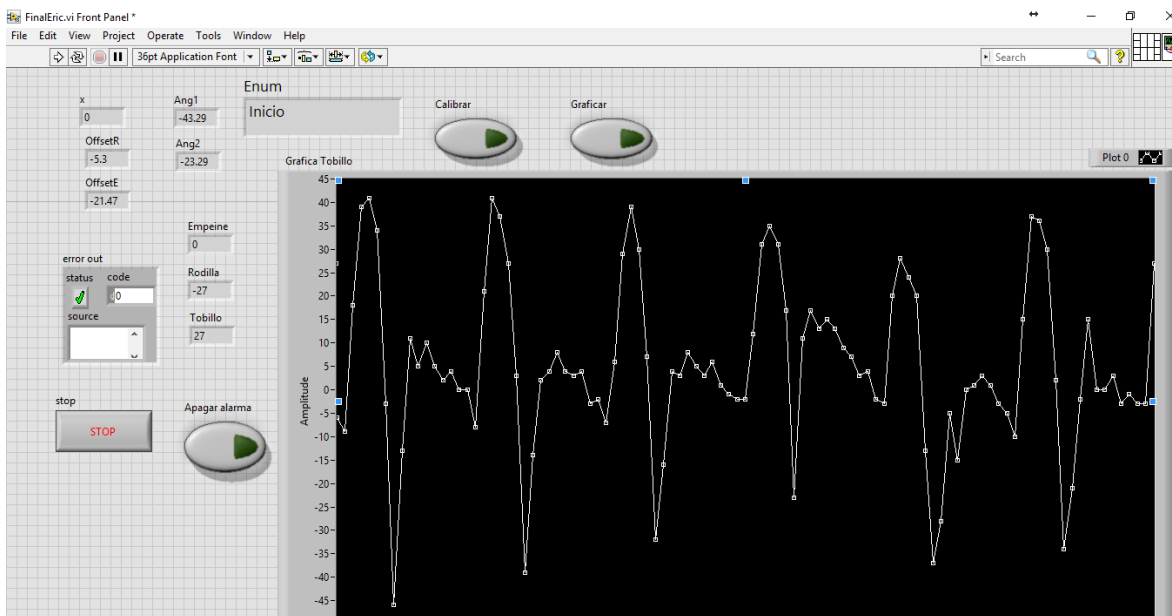 FinalEric.vi Front Panel *
File Edit View Project Operate Tools Window Help
36pt Application Font
Search
x
0
Ang1
-43.29
Enum
Inicio
Calibrar
Graficar
OffsetR
-5.3
Ang2
-23.29
OffsetE
-21.47
Grafica Tobillo
Plot 0
Empeine
0
error out
status code
0
source
Rodilla
-27
Tobillo
27
stop
STOP
Apagar alarma
Amplitude
45
40
35
30
25
20
15
10
5
0
-5
-10
-15
-20
-25
-30
-35
-40
-45